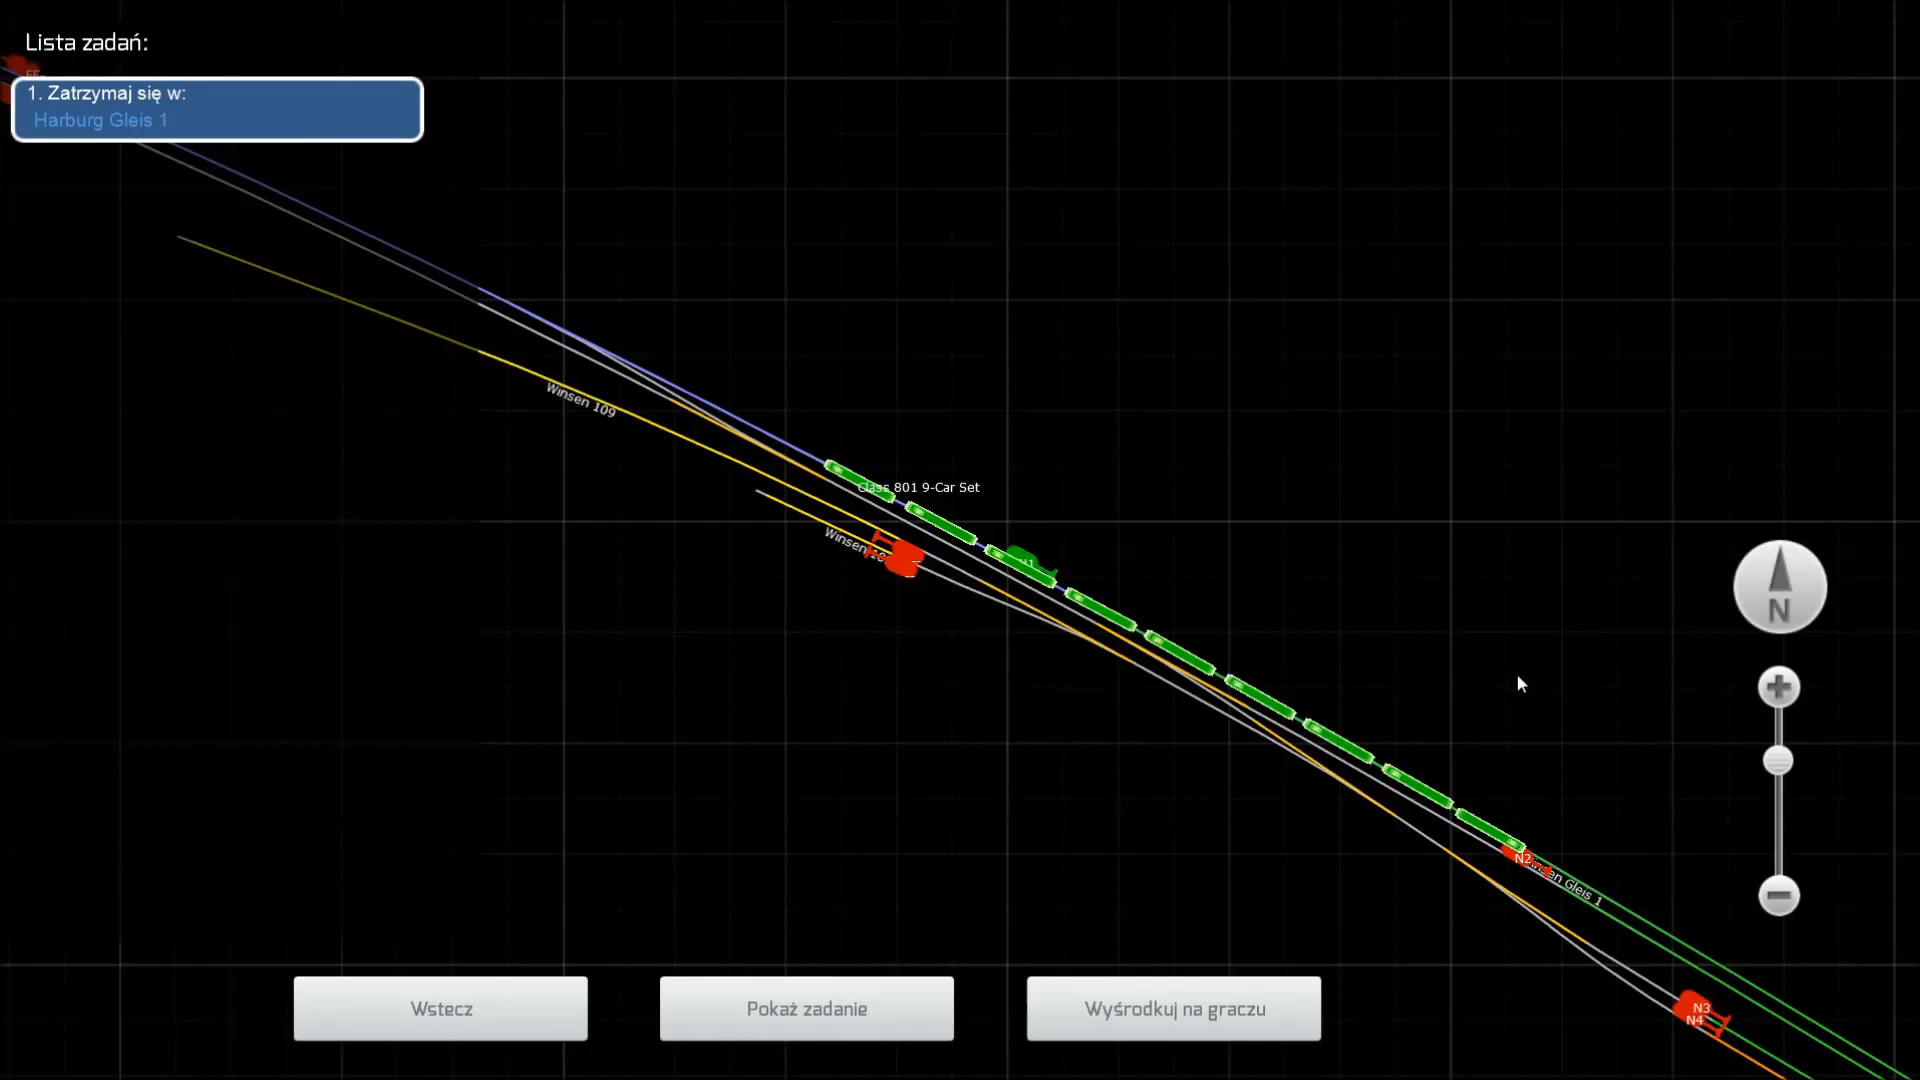 Lista zadań:
1. Zatrzymaj się w:
Harburg Gleis 1
Winsen 109
Class 801 9-Car Set
Winsen
N2
Gleis 1
N3
N4
N
Wstecz
Pokaż zadanie
Wyśrodkuj na graczu